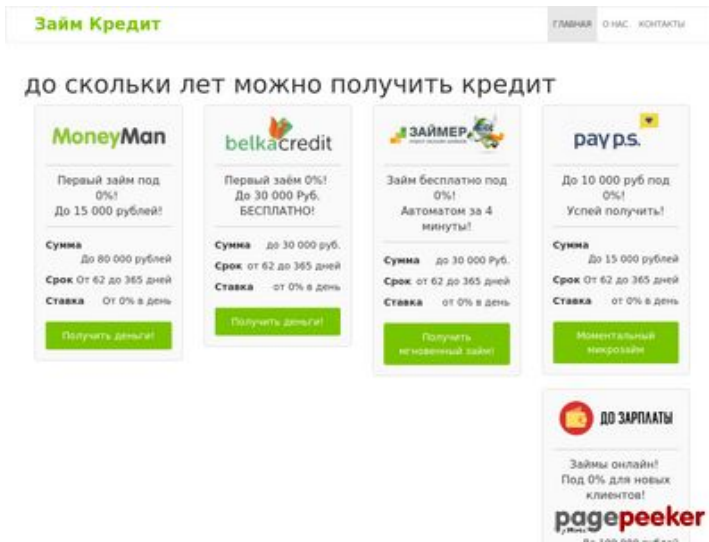 Займ Кредит
ГЛАВНАЯ О НАС КОНТАКТЫ
до скольки лет можно получить кредит
MoneyMan
Первый займ под
0%!
До 15 000 рублей!
Сумма
До 80 000 рублей
Срок От 62 до 365 дней
Ставка От 0% в день
Получить деньги!
belkacredit
Первый заём 0%!
До 30 000 Руб.
БЕСПЛАТНО!
Сумма до 30 000 руб.
Срок от 62 до 365 дней
Ставка от 0% в день
Получить деньги!
ЗАЙМЕР
Займ бесплатно под
0%!
Автоматом за 4
минуты!
Сумма до 30 000 Руб.
Срок от 62 до 365 дней
Ставка от 0% в день
Получить
мгновенный займ!
pay p.s.
До 10 000 руб под
0%!
Успей получить!
Сумма
До 15 000 рублей
Срок От 62 до 365 дней
Ставка От 0% в день
Моментальный
микрозайм
ДО ЗАРПЛАТЫ
Займы онлайн!
Под 0% для новых
клиентов!
pagepeeker
До 100 000 рублей